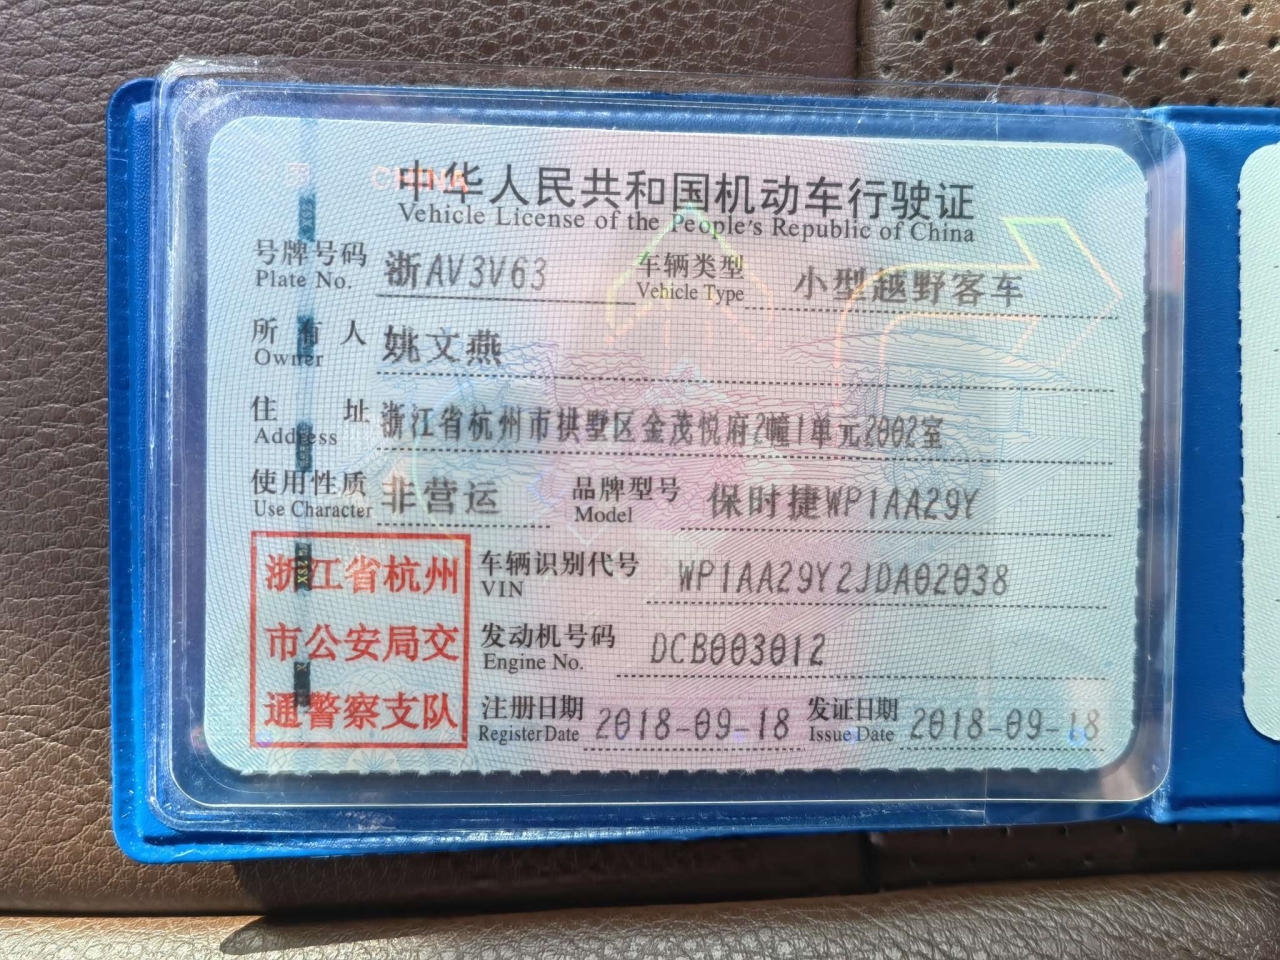 中华人民共和国机动车行驶证
Vehicle License of the People's Republic of China
号牌号码 浙AV3V63 车辆类型 小型越野客车
Plate No. Vehicle Type
所有人 姚文燕
Owner
住址 浙江省杭州市拱墅区金茂悦府2幢1单元2002室
Address
使用性质 非营运 品牌型号 保时捷WP1AA29Y
Use Character Model
浙江省杭州
市公安局交
通警察支队
车辆识别代号 WP1AA29Y2JDA02038
VIN
发动机号码 DCB003012
Engine No.
注册日期 2018-09-18 发证日期 2018-09-18
Register Date Issue Date